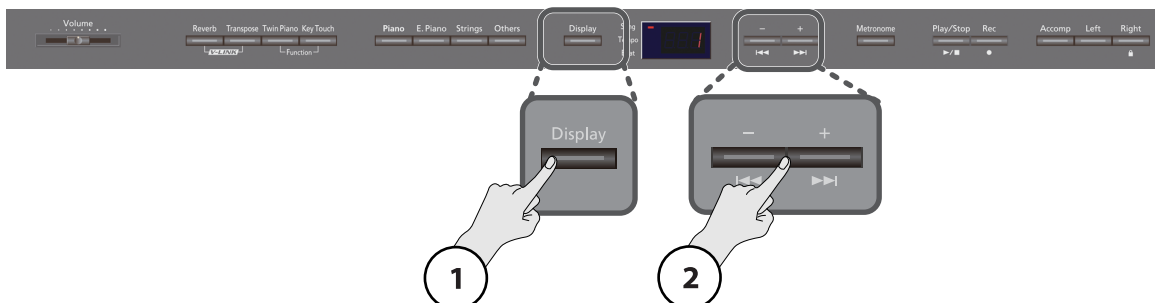 Volume
Reverb Transpose Twin Piano Key Touch
V-LINK Function
Piano E. Piano Strings Others
Display
1
− +
Metronome
Play/Stop Rec
Accomp Left Right
Display
− +
1
2